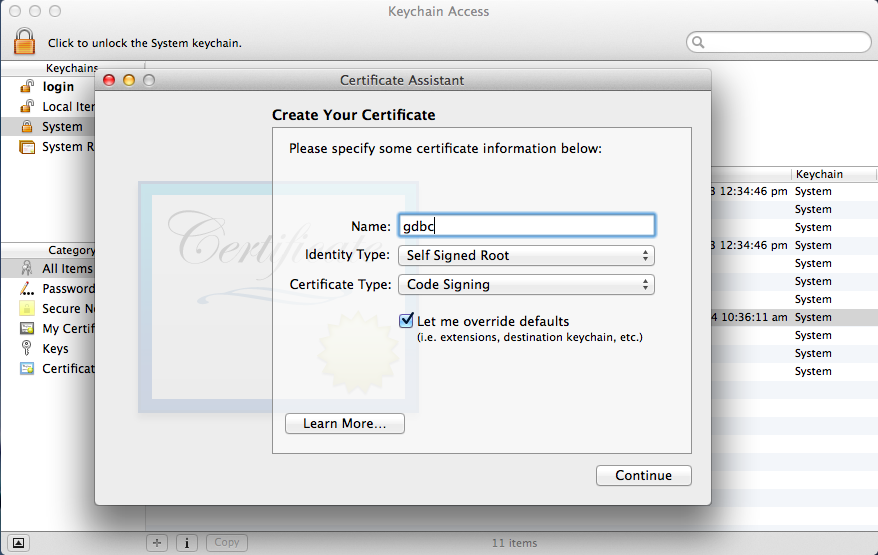 Keychain Access
Click to unlock the System keychain.
Keychains
login
Local Iter
System
System R
Category
All Items
Password
Secure N
My Certif
Keys
Certificat
Certificate Assistant
Create Your Certificate
Please specify some certificate information below:
Certificate
Name: gdbc
Identity Type: Self Signed Root
Certificate Type: Code Signing
Let me override defaults
(i.e. extensions, destination keychain, etc.)
Learn More...
Continue
Keychain
3 12:34:46 pm System
System
System
3 12:34:46 pm System
System
System
System
4 10:36:11 am System
System
System
System
+ i Copy
11 items